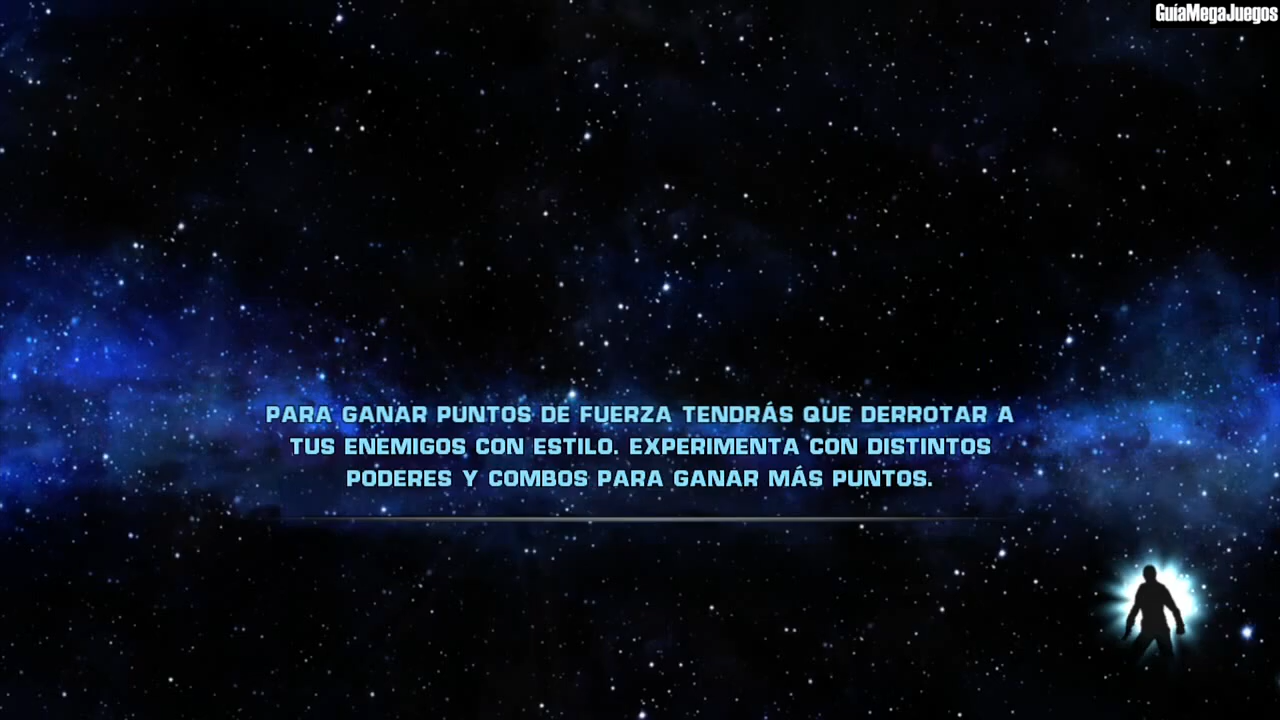 GuíaMegaJuegos
PARA GANAR PUNTOS DE FUERZA TENDRÁS QUE DERROTAR A
TUS ENEMIGOS CON ESTILO. EXPERIMENTA CON DISTINTOS
PODERES Y COMBOS PARA GANAR MÁS PUNTOS.